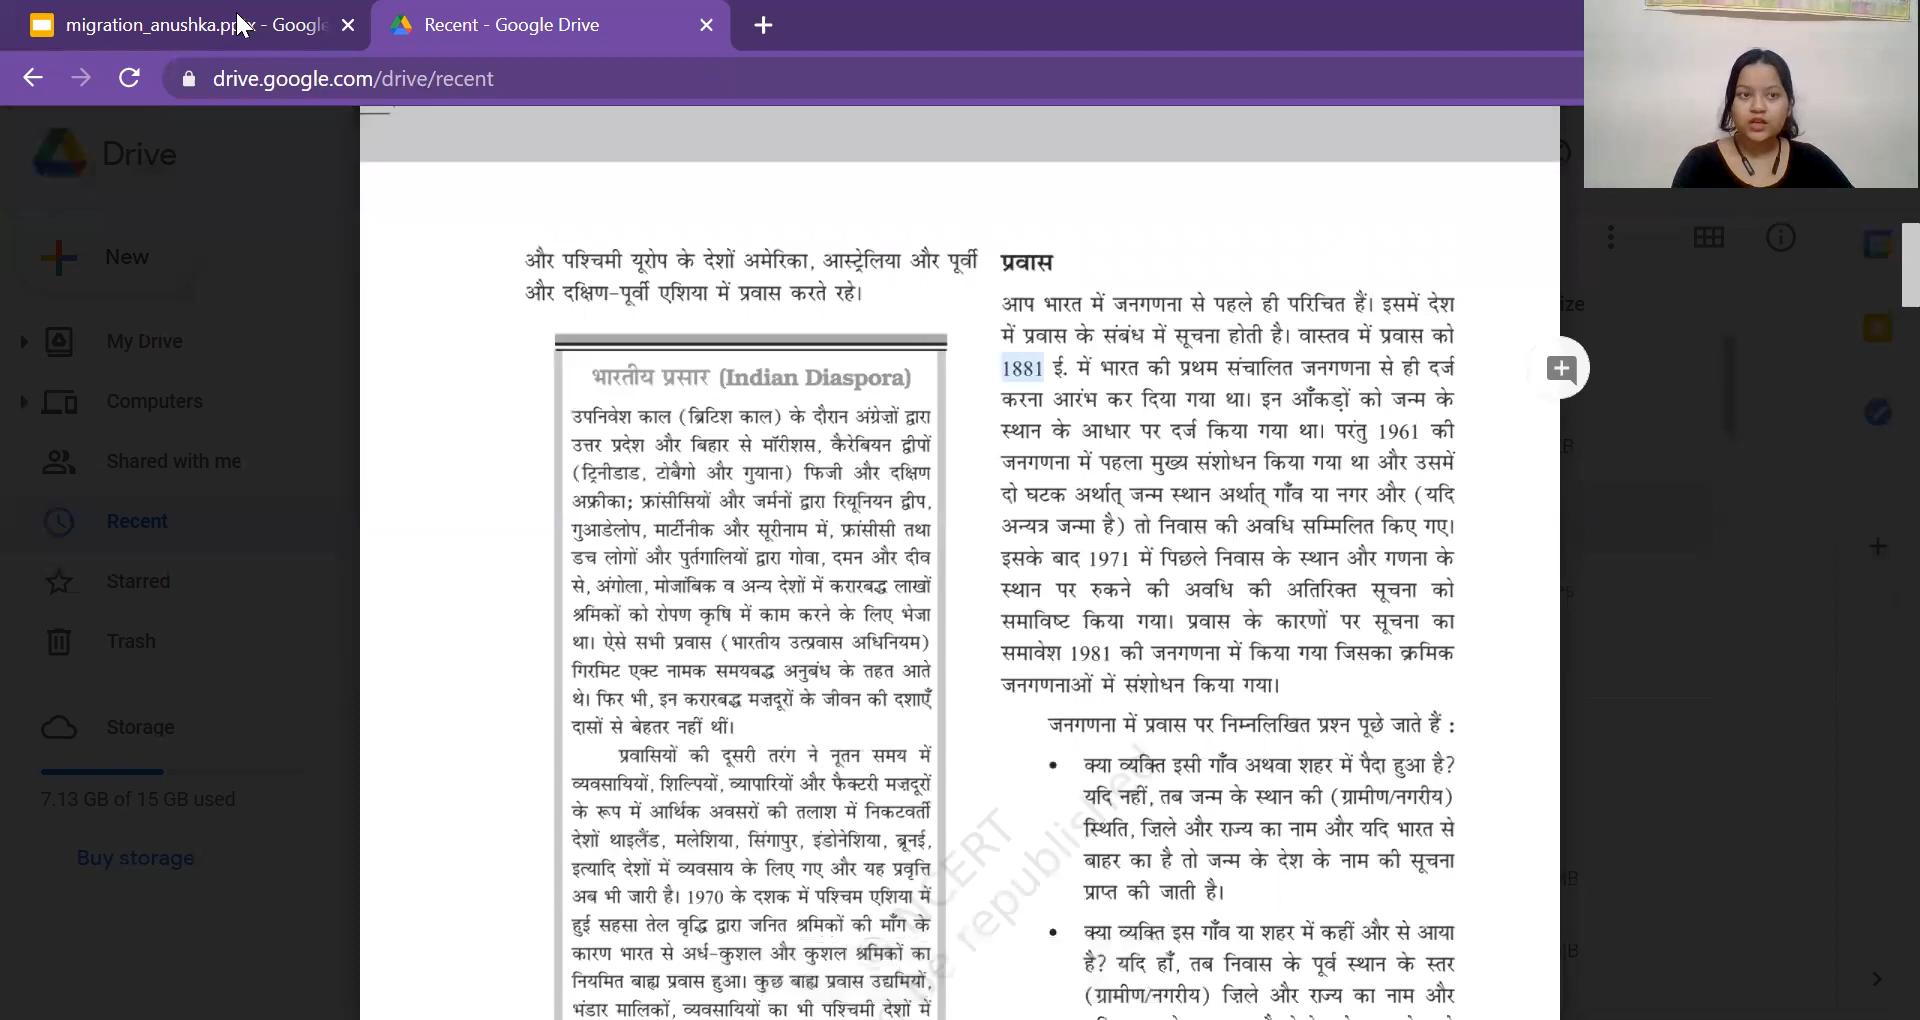 migration_anushka.pptx - Google
Recent - Google Drive
drive.google.com/drive/recent
Drive
New
My Drive
Computers
Shared with me
Recent
Starred
Trash
Storage
7.13 GB of 15 GB used
Buy storage
और पश्चिमी यूरोप के देशों अमेरिका, आस्ट्रेलिया और पूर्वी
और दक्षिण-पूर्वी एशिया में प्रवास करते रहे।
भारतीय प्रसार (Indian Diaspora)
उपनिवेश काल (ब्रिटिश काल) के दौरान अंग्रेज़ों द्वारा
उत्तर प्रदेश और बिहार से मॉरीशस, कैरेबियन द्वीपों
(ट्रिनीडाड, टोबैगो और गुयाना) फिजी और दक्षिण
अफ्रीका; फ्रांसीसियों और जर्मनों द्वारा रियूनियन द्वीप,
गुआडेलोप, मार्टीनीक और सूरीनाम में, फ्रांसीसी तथा
डच लोगों और पुर्तगालियों द्वारा गोवा, दमन और दीव
से, अंगोला, मोजांबिक व अन्य देशों में करारबद्ध लाखों
श्रमिकों को रोपण कृषि में काम करने के लिए भेजा
था। ऐसे सभी प्रवास (भारतीय उत्प्रवास अधिनियम)
गिरमिट एक्ट नामक समयबद्ध अनुबंध के तहत आते
थे। फिर भी, इन करारबद्ध मज़दूरों के जीवन की दशाएँ
दासों से बेहतर नहीं थीं।
प्रवासियों की दूसरी तरंग ने नूतन समय में
व्यवसायियों, शिल्पियों, व्यापारियों और फैक्टरी मज़दूरों
के रूप में आर्थिक अवसरों की तलाश में निकटवर्ती
देशों थाइलैंड, मलेशिया, सिंगापुर, इंडोनेशिया, ब्रूनई,
इत्यादि देशों में व्यवसाय के लिए गए और यह प्रवृत्ति
अब भी जारी है। 1970 के दशक में पश्चिम एशिया में
हुई सहसा तेल वृद्धि द्वारा जनित श्रमिकों की माँग के
कारण भारत से अर्ध-कुशल और कुशल श्रमिकों का
नियमित बाह्य प्रवास हुआ। कुछ बाह्य प्रवास उद्यमियों,
भंडार मालिकों, व्यवसायियों का भी पश्चिमी देशों में
प्रवास
आप भारत में जनगणना से पहले ही परिचित हैं। इसमें देश
में प्रवास के संबंध में सूचना होती है। वास्तव में प्रवास को
1881 ई. में भारत की प्रथम संचालित जनगणना से ही दर्ज
करना आरंभ कर दिया गया था। इन आँकड़ों को जन्म के
स्थान के आधार पर दर्ज किया गया था। परंतु 1961 की
जनगणना में पहला मुख्य संशोधन किया गया था और उसमें
दो घटक अर्थात् जन्म स्थान अर्थात् गाँव या नगर और (यदि
अन्यत्र जन्मा है) तो निवास की अवधि सम्मिलित किए गए।
इसके बाद 1971 में पिछले निवास के स्थान और गणना के
स्थान पर रुकने की अवधि की अतिरिक्त सूचना को
समाविष्ट किया गया। प्रवास के कारणों पर सूचना का
समावेश 1981 की जनगणना में किया गया जिसका क्रमिक
जनगणनाओं में संशोधन किया गया।
जनगणना में प्रवास पर निम्नलिखित प्रश्न पूछे जाते हैं :
• क्या व्यक्ति इसी गाँव अथवा शहर में पैदा हुआ है?
यदि नहीं, तब जन्म के स्थान की (ग्रामीण/नगरीय)
स्थिति, ज़िले और राज्य का नाम और यदि भारत से
बाहर का है तो जन्म के देश के नाम की सूचना
प्राप्त की जाती है।
• क्या व्यक्ति इस गाँव या शहर में कहीं और से आया
है? यदि हाँ, तब निवास के पूर्व स्थान के स्तर
(ग्रामीण/नगरीय) ज़िले और राज्य का नाम और
© NCERT
be republished